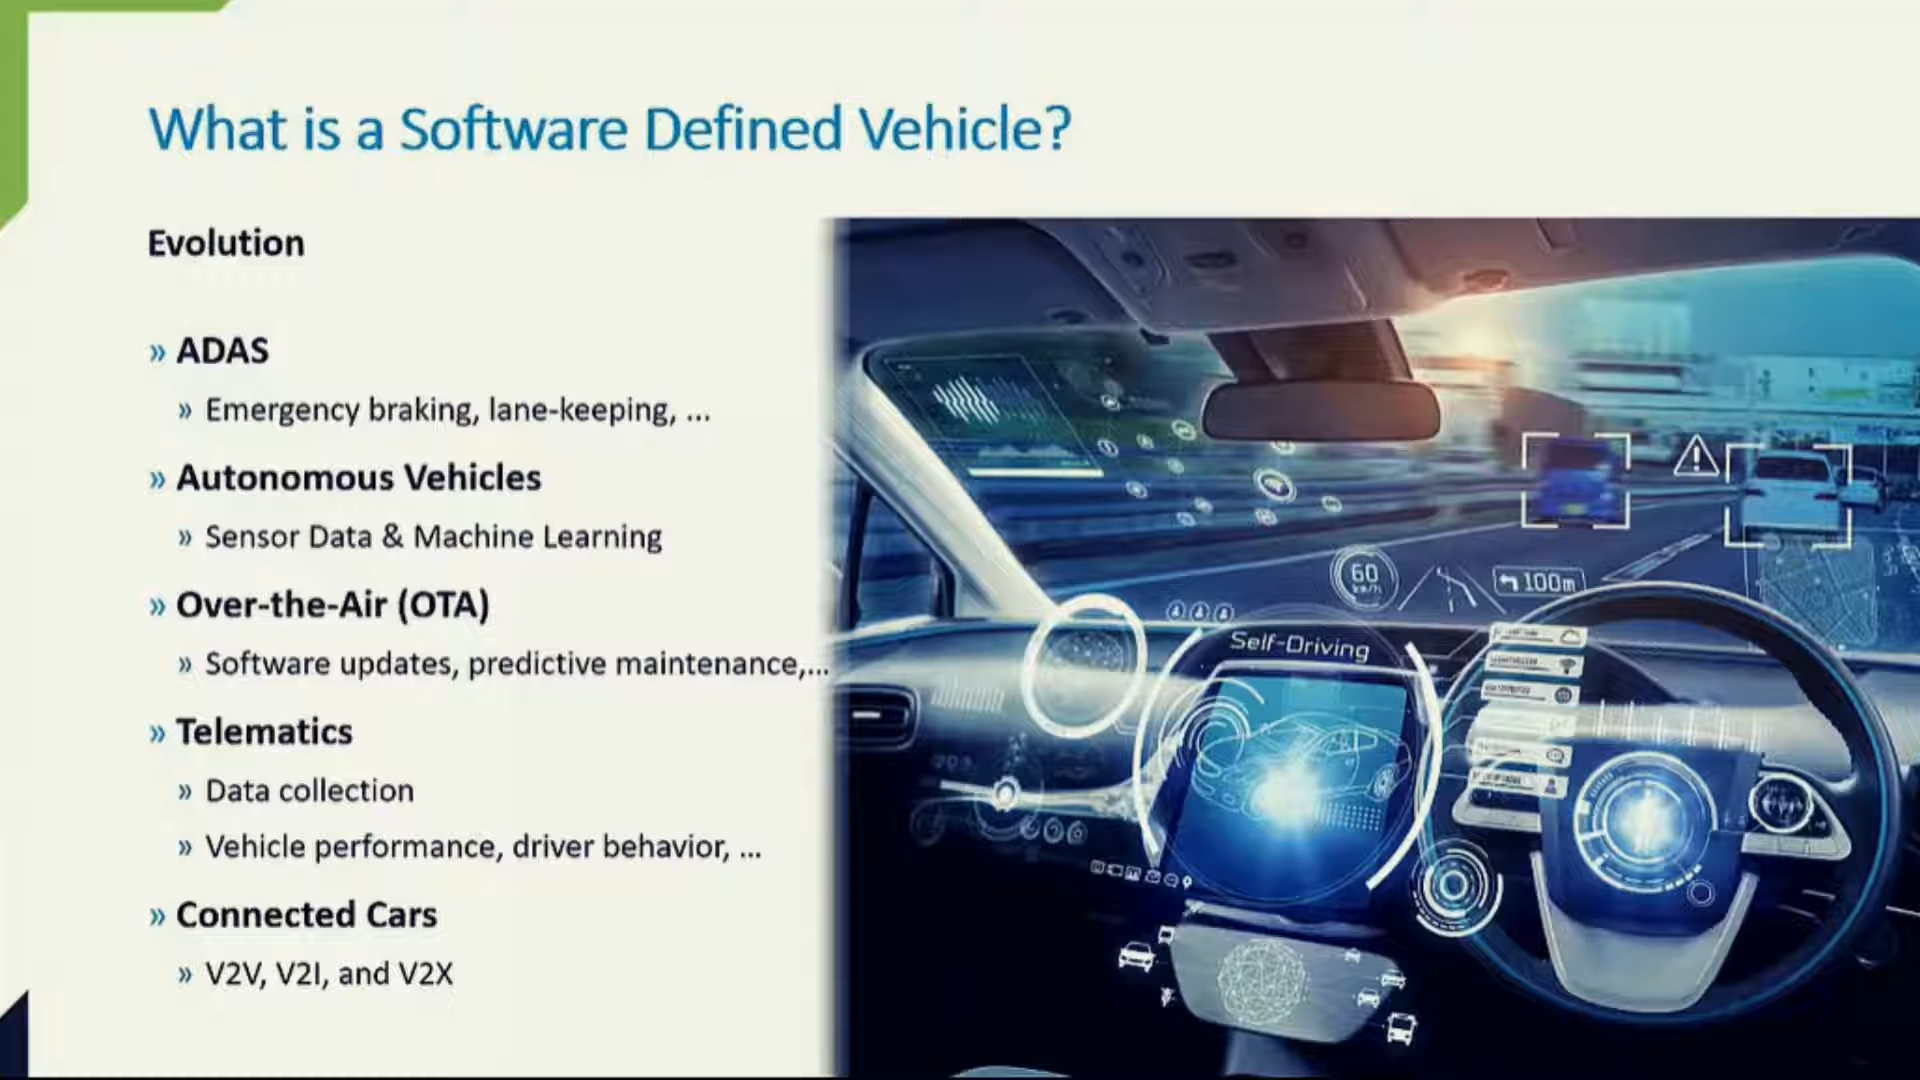 What is a Software Defined Vehicle?
Evolution
» ADAS
» Emergency braking, lane-keeping, ...
» Autonomous Vehicles
» Sensor Data & Machine Learning
» Over-the-Air (OTA)
» Software updates, predictive maintenance,...
» Telematics
» Data collection
» Vehicle performance, driver behavior, ...
» Connected Cars
» V2V, V2I, and V2X
60
km/h
100m
Self-Driving